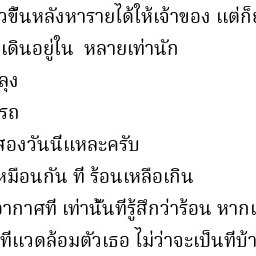 ขึ้นหลังหารายได้ให้เจ้าของ แต่ก็
เดินอยู่ใน หลายเท่านัก
ลุง
รถ
สองวันนี้แหละครับ
เหมือนกัน ที่ ร้อนเหลือเกิน
อากาศที่ เท่านั้นที่รู้สึกว่าร้อน หาก
ที่แวดล้อมตัวเธอ ไม่ว่าจะเป็นที่บ้า